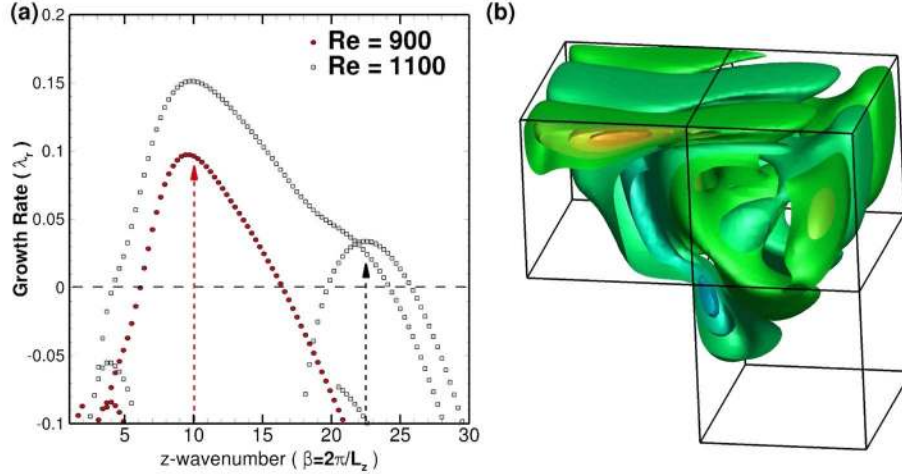 (a)
(b)
0.2
Re = 900
Re = 1100
0.15
0.1
0.05
0
-0.05
-0.1
Growth Rate ( λr )
5 10 15 20 25 30
z-wavenumber ( β=2π/Lz )